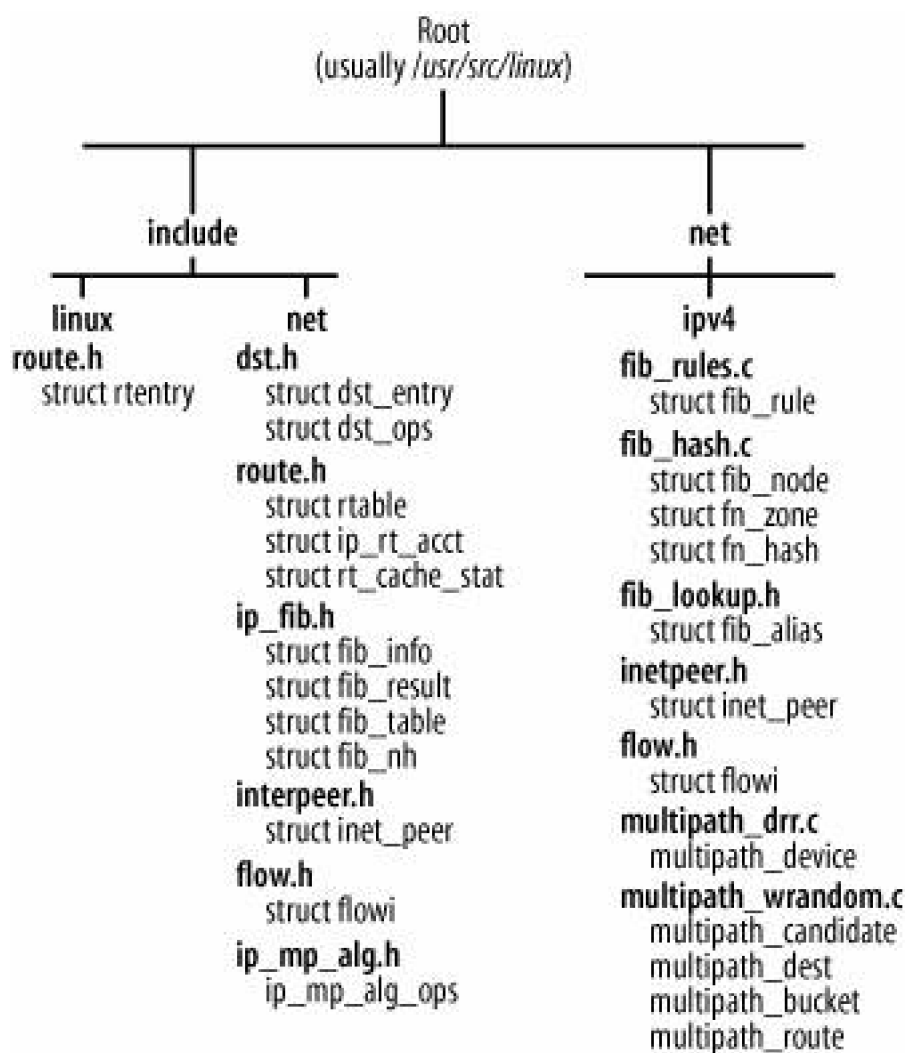 Root
(usually /usr/src/linux)
include
net
linux
route.h
struct rtentry
net
dst.h
struct dst_entry
struct dst_ops
route.h
struct rtable
struct ip_rt_acct
struct rt_cache_stat
ip_fib.h
struct fib_info
struct fib_result
struct fib_table
struct fib_nh
interpeer.h
struct inet_peer
flow.h
struct flowi
ip_mp_alg.h
ip_mp_alg_ops
ipv4
fib_rules.c
struct fib_rule
fib_hash.c
struct fib_node
struct fn_zone
struct fn_hash
fib_lookup.h
struct fib_alias
inetpeer.h
struct inet_peer
flow.h
struct flowi
multipath_drr.c
multipath_device
multipath_wrandom.c
multipath_candidate
multipath_dest
multipath_bucket
multipath_route